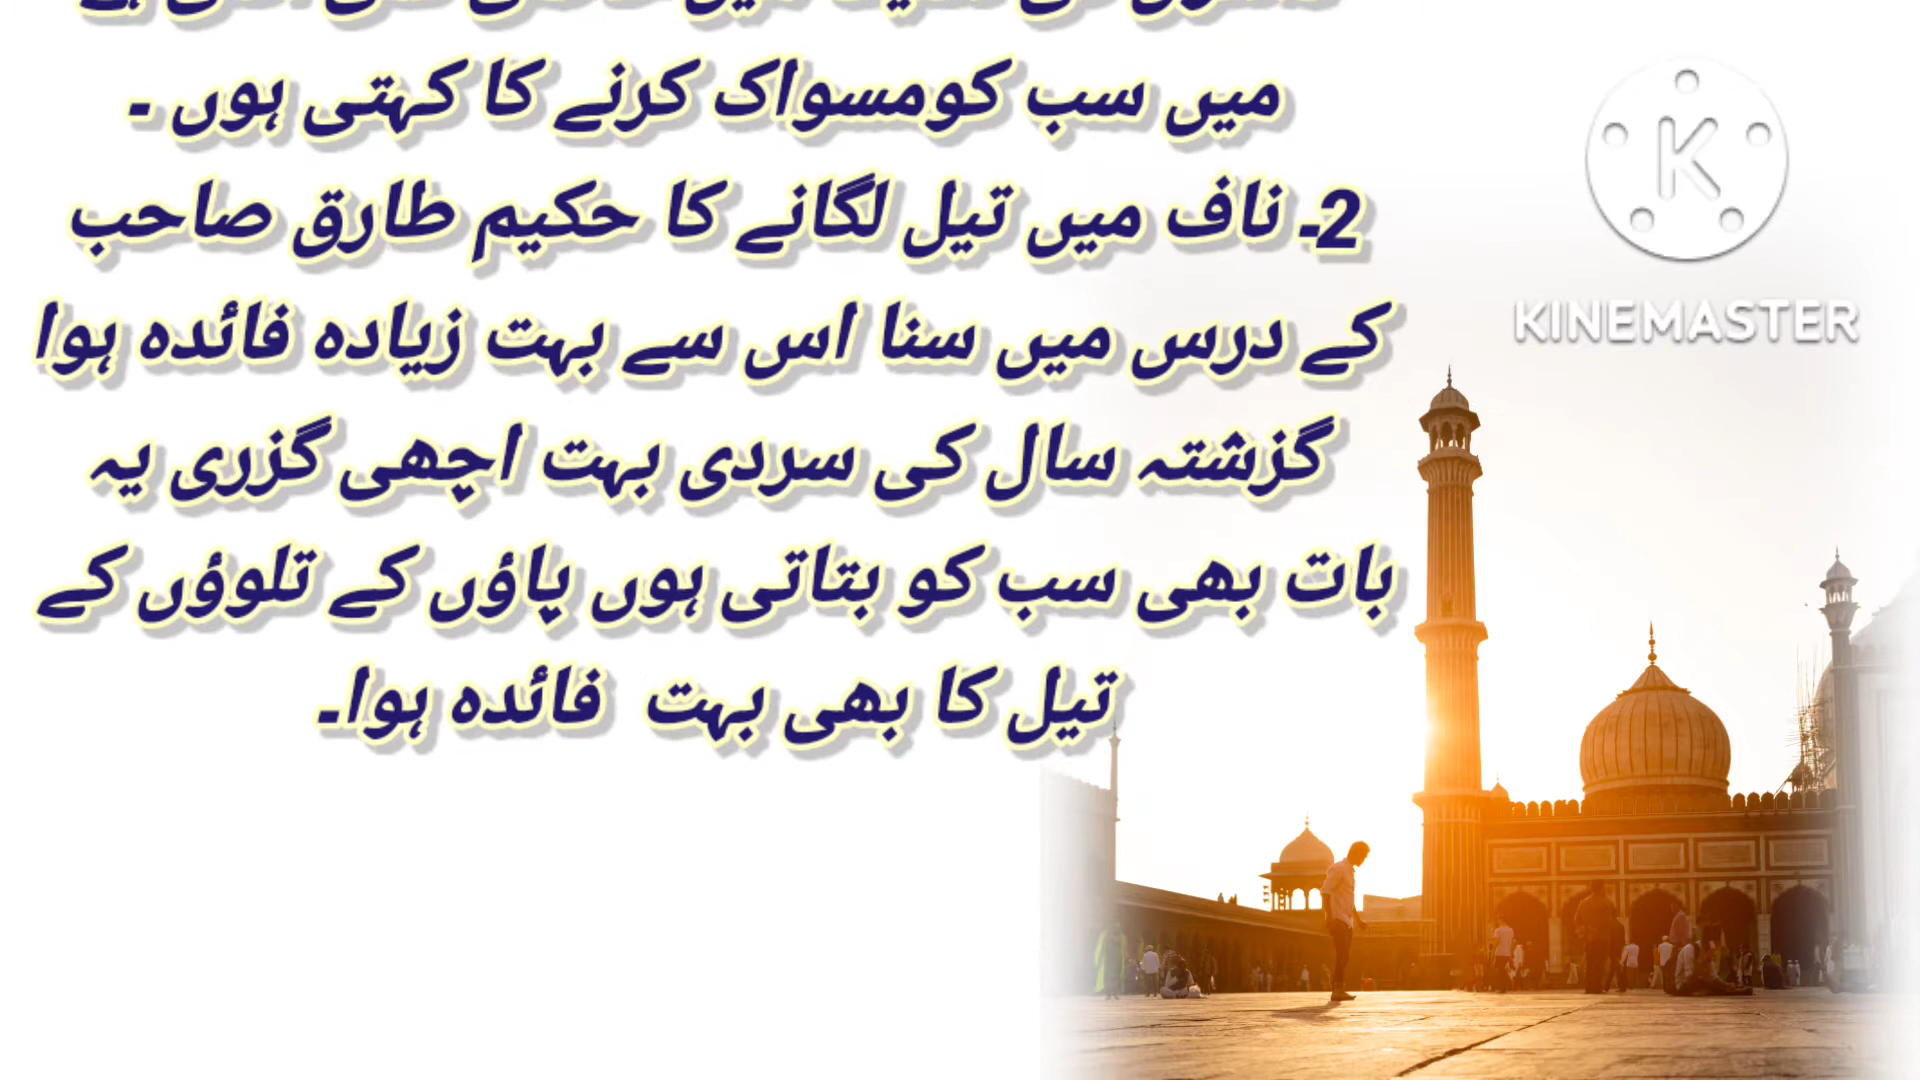 میں سب کومسواک کرنے کا کہتی ہوں ۔
2۔ ناف میں تیل لگانے کا حکیم طارق صاحب
کے درس میں سنا اس سے بہت زیادہ فائدہ ہوا
گزشتہ سال کی سردی بہت اچھی گزری یہ
بات بھی سب کو بتاتی ہوں پاؤں کے تلوؤں کے
تیل کا بھی بہت فائدہ ہوا۔
K
KINEMASTER